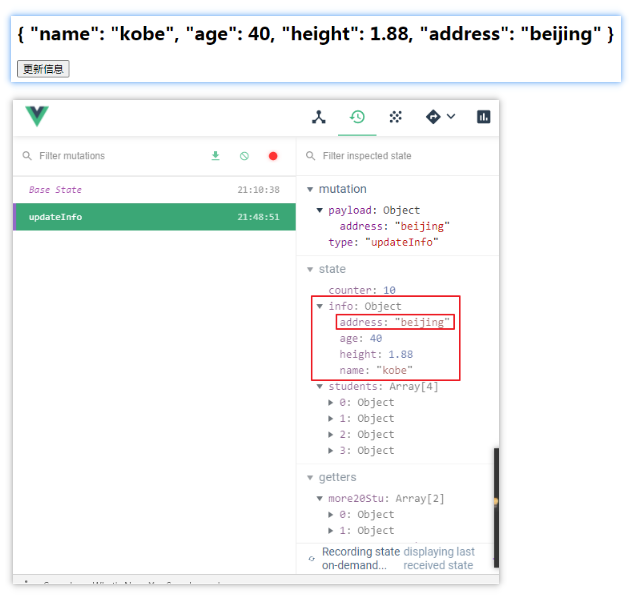 { "name": "kobe", "age": 40, "height": 1.88, "address": "beijing" }
更新信息
Filter mutations
Filter inspected state
Base State 21:10:38
updateInfo 21:48:51
mutation
payload: Object
address: "beijing"
type: "updateInfo"
state
counter: 10
info: Object
address: "beijing"
age: 40
height: 1.88
name: "kobe"
students: Array[4]
0: Object
1: Object
2: Object
3: Object
getters
more20Stu: Array[2]
0: Object
1: Object
Recording state on-demand...
displaying last received state